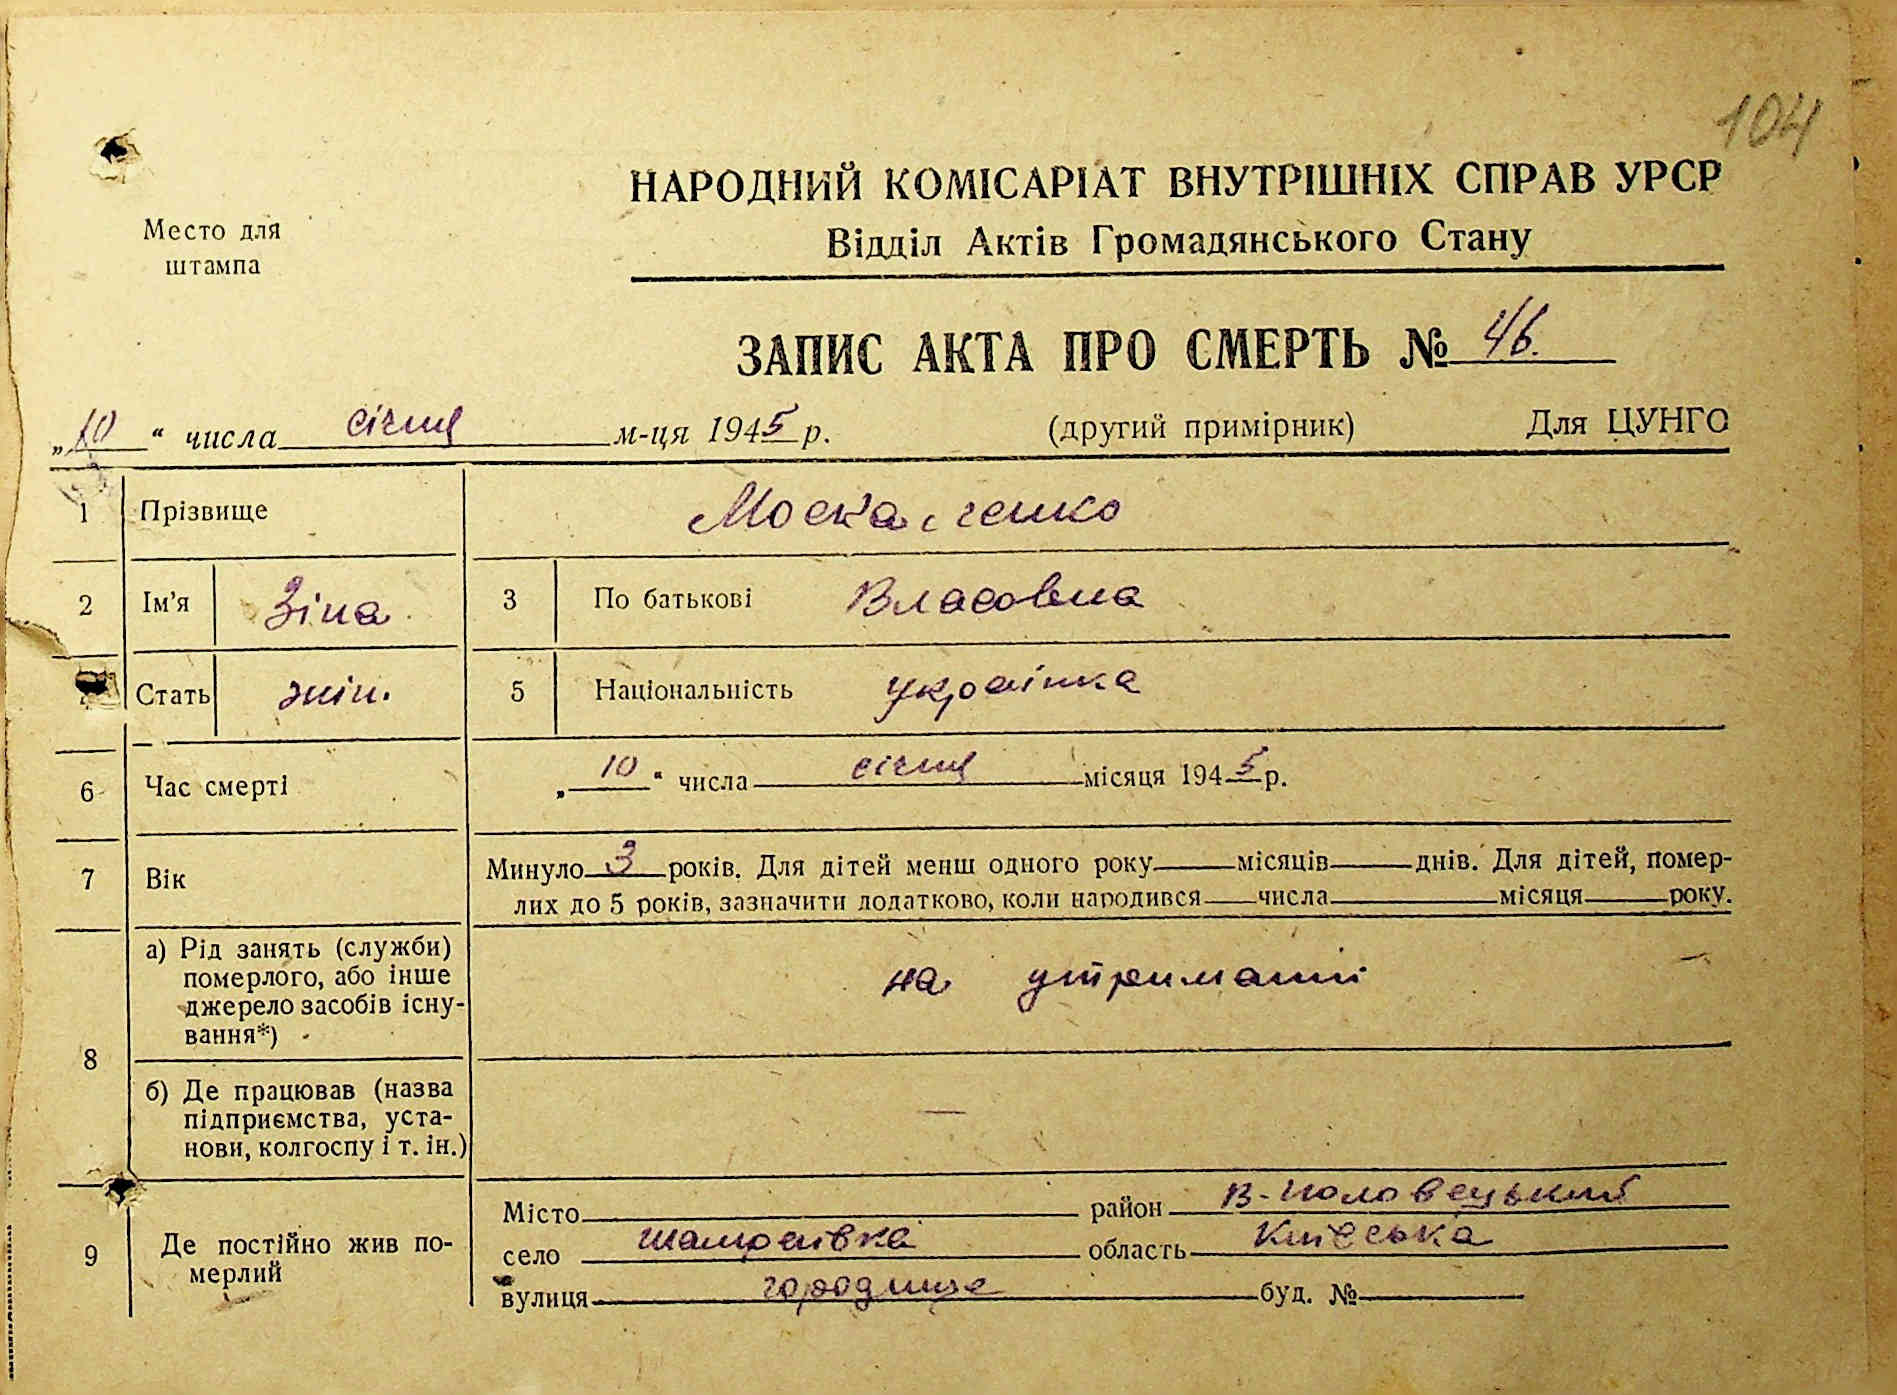 104
НАРОДНИЙ КОМІСАРІАТ ВНУТРІШНІХ СПРАВ УРСР
Место для штампа
Відділ Актів Громадянського Стану
ЗАПИС АКТА ПРО СМЕРТЬ № 46.
„10“ числа січня м-ця 1945 р. (другий примірник) Для ЦУНГО
1 Прізвище Москаленко
2 Ім'я Зіна 3 По батькові Власовна
Стать жін. 5 Національність українка
6 Час смерті „10“ числа січня місяця 1945 р.
7 Вік Минуло 3 років. Для дітей менш одного року місяців днів. Для дітей, помер-
лих до 5 років, зазначити додатково, коли народився числа місяця року.
8 а) Рід занять (служби)
померлого, або інше
джерело засобів існу-
вання*)
на утриманні
б) Де працював (назва
підприємства, уста-
нови, колгоспу і т. ін.)
—
9 Де постійно жив по-
мерлий
Місто район В-Половецький
село Шамраївка область Київська
вулиця городище буд. №